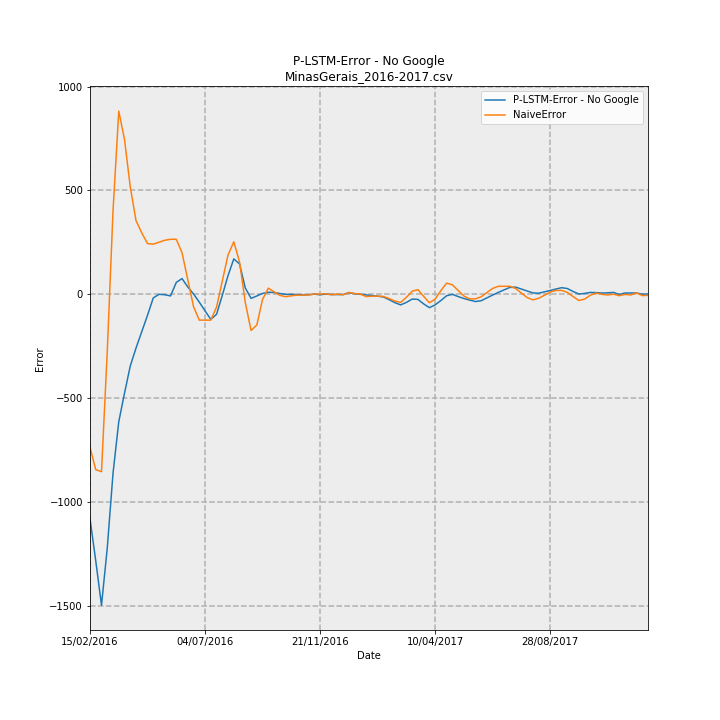 P-LSTM-Error - No Google
MinasGerais_2016-2017.csv
P-LSTM-Error - No Google
NaiveError
1000
500
0
−500
−1000
−1500
Error
15/02/2016
04/07/2016
21/11/2016
10/04/2017
28/08/2017
Date